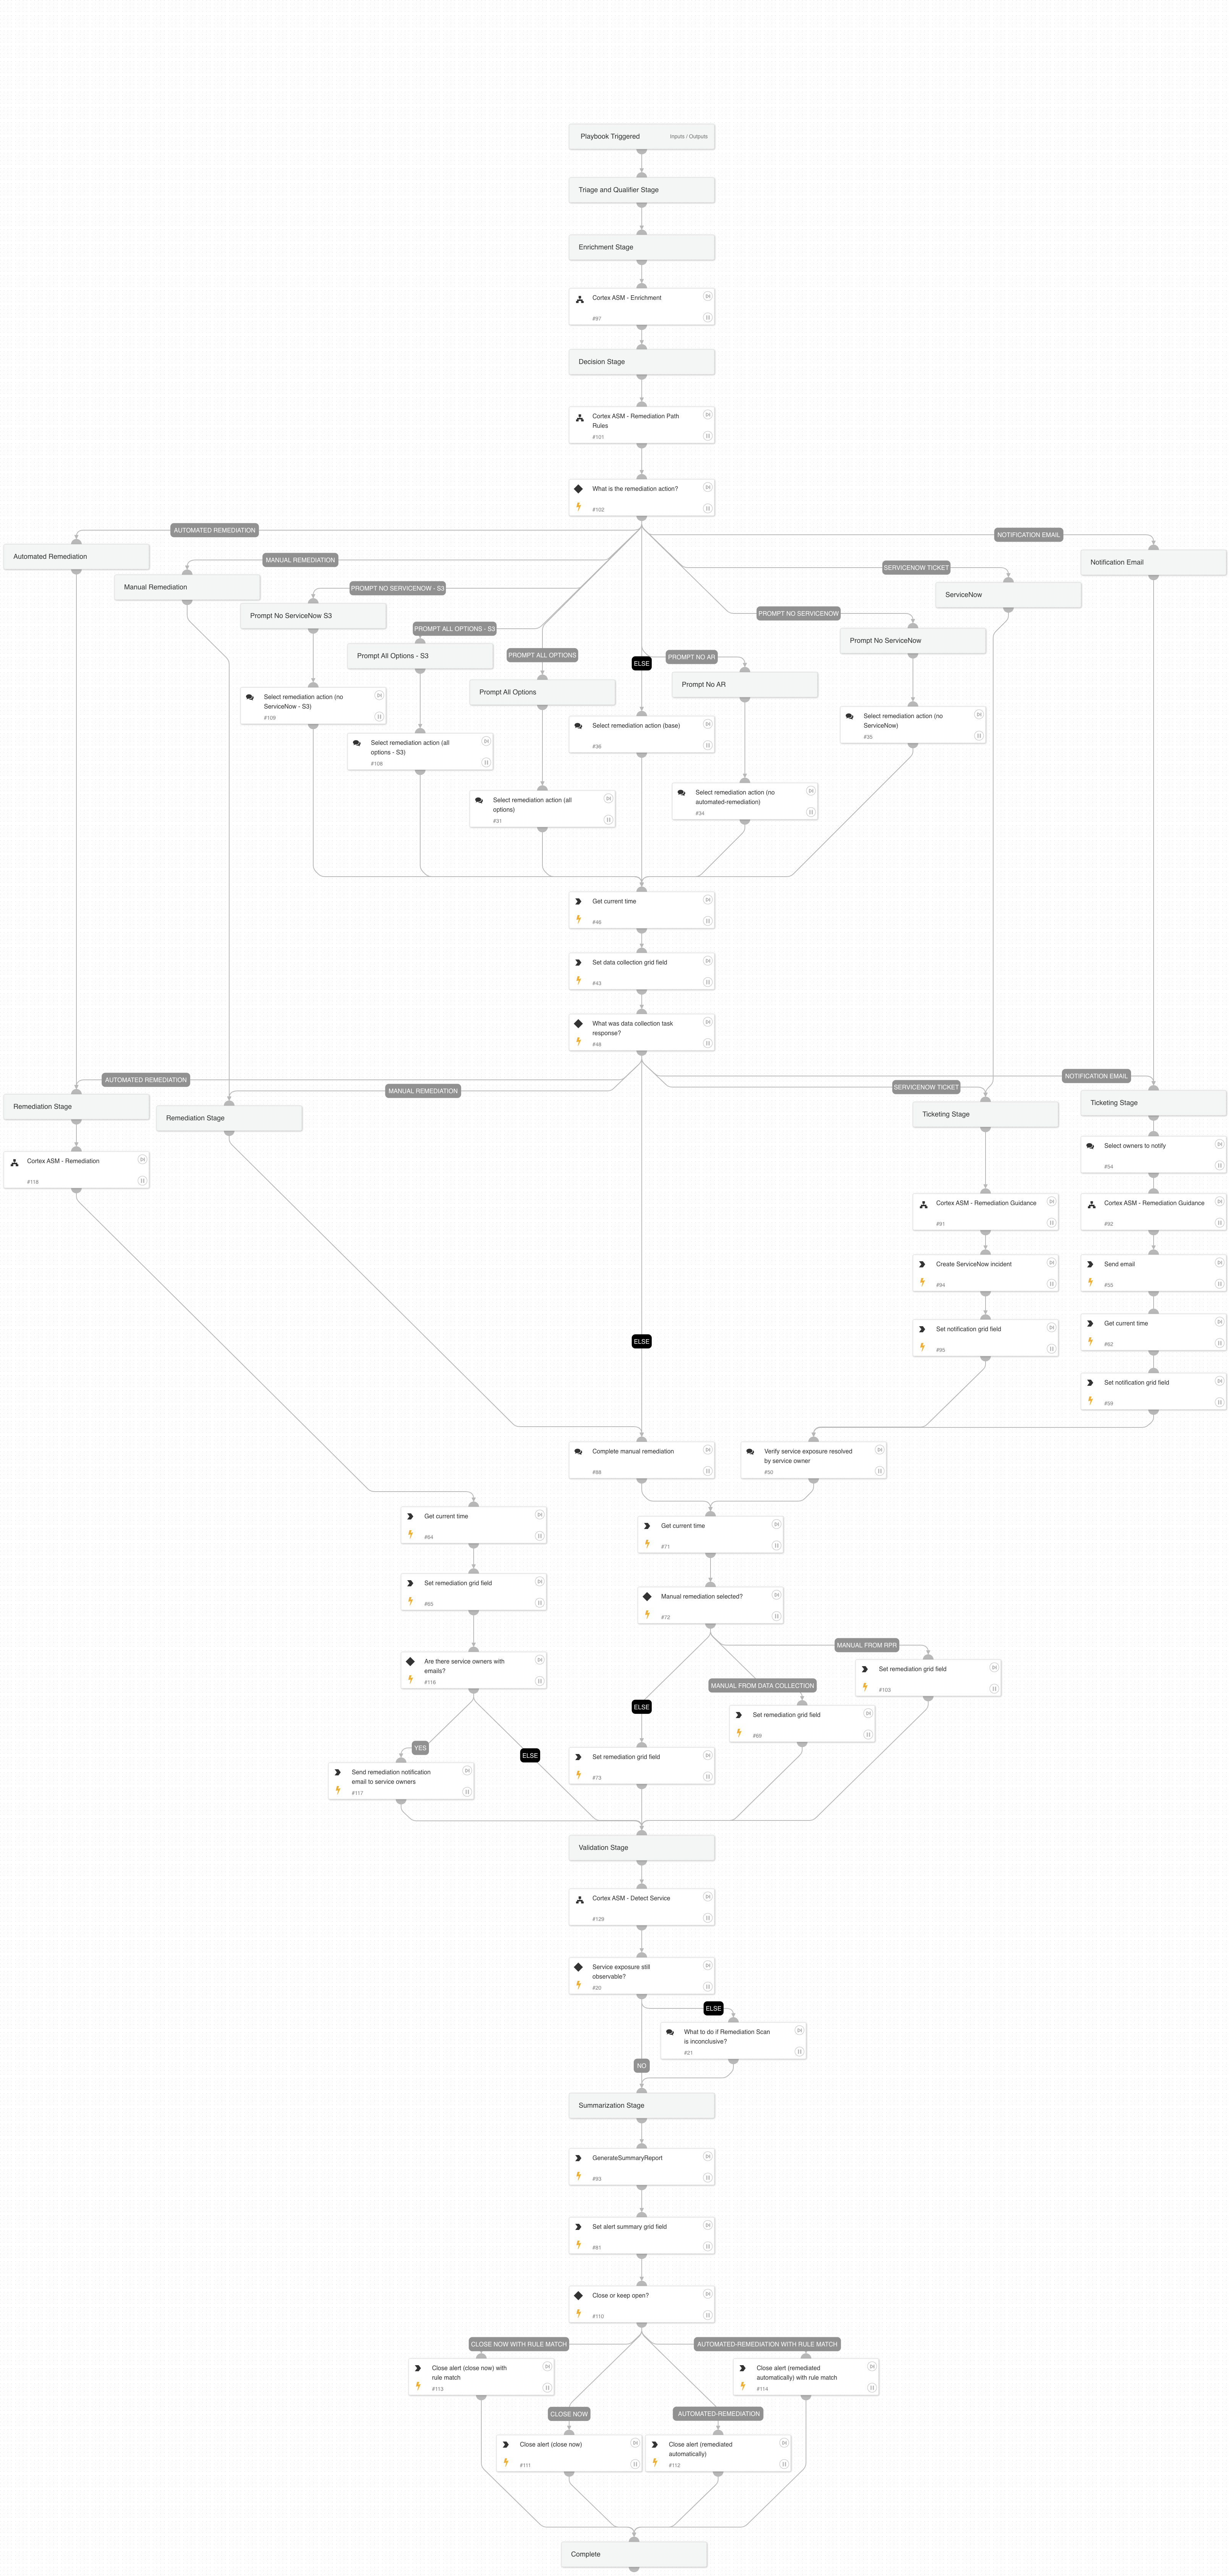 Playbook Triggered
Inputs / Outputs
Triage and Qualifier Stage
Enrichment Stage
Cortex ASM - Enrichment
#97
Decision Stage
Cortex ASM - Remediation Path
Rules
#101
What is the remediation action?
#102
AUTOMATED REMEDIATION
NOTIFICATION EMAIL
Automated Remediation
MANUAL REMEDIATION
Notification Email
SERVICENOW TICKET
Manual Remediation
PROMPT NO SERVICENOW - S3
ServiceNow
Prompt No ServiceNow S3
PROMPT NO SERVICENOW
PROMPT ALL OPTIONS - S3
Prompt No ServiceNow
Prompt All Options - S3
PROMPT ALL OPTIONS
ELSE
PROMPT NO AR
Prompt All Options
Prompt No AR
Select remediation action (no
ServiceNow - S3)
#109
Select remediation action (base)
#36
Select remediation action (no
ServiceNow)
#35
Select remediation action (all
options - S3)
#108
Select remediation action (all
options)
#31
Select remediation action (no
automated-remediation)
#34
Get current time
#46
Set data collection grid field
#43
What was data collection task
response?
#48
AUTOMATED REMEDIATION
MANUAL REMEDIATION
SERVICENOW TICKET
NOTIFICATION EMAIL
Remediation Stage
Remediation Stage
Ticketing Stage
Ticketing Stage
Cortex ASM - Remediation
#118
Select owners to notify
#54
Cortex ASM - Remediation Guidance
#91
Cortex ASM - Remediation Guidance
#92
Create ServiceNow incident
#94
Send email
#55
Set notification grid field
#95
Get current time
#62
ELSE
Set notification grid field
#59
Complete manual remediation
#88
Verify service exposure resolved
by service owner
#50
Get current time
#64
Get current time
#71
Set remediation grid field
#65
Manual remediation selected?
#72
Are there service owners with
emails?
#116
MANUAL FROM RPR
Set remediation grid field
#103
MANUAL FROM DATA COLLECTION
ELSE
Set remediation grid field
#69
YES
ELSE
Set remediation grid field
#73
Send remediation notification
email to service owners
#117
Validation Stage
Cortex ASM - Detect Service
#129
Service exposure still
observable?
#20
ELSE
What to do if Remediation Scan
is inconclusive?
#21
NO
Summarization Stage
GenerateSummaryReport
#93
Set alert summary grid field
#81
Close or keep open?
#110
CLOSE NOW WITH RULE MATCH
AUTOMATED-REMEDIATION WITH RULE MATCH
Close alert (close now) with
rule match
#113
Close alert (remediated
automatically) with rule match
#114
CLOSE NOW
AUTOMATED-REMEDIATION
Close alert (close now)
#111
Close alert (remediated
automatically)
#112
Complete